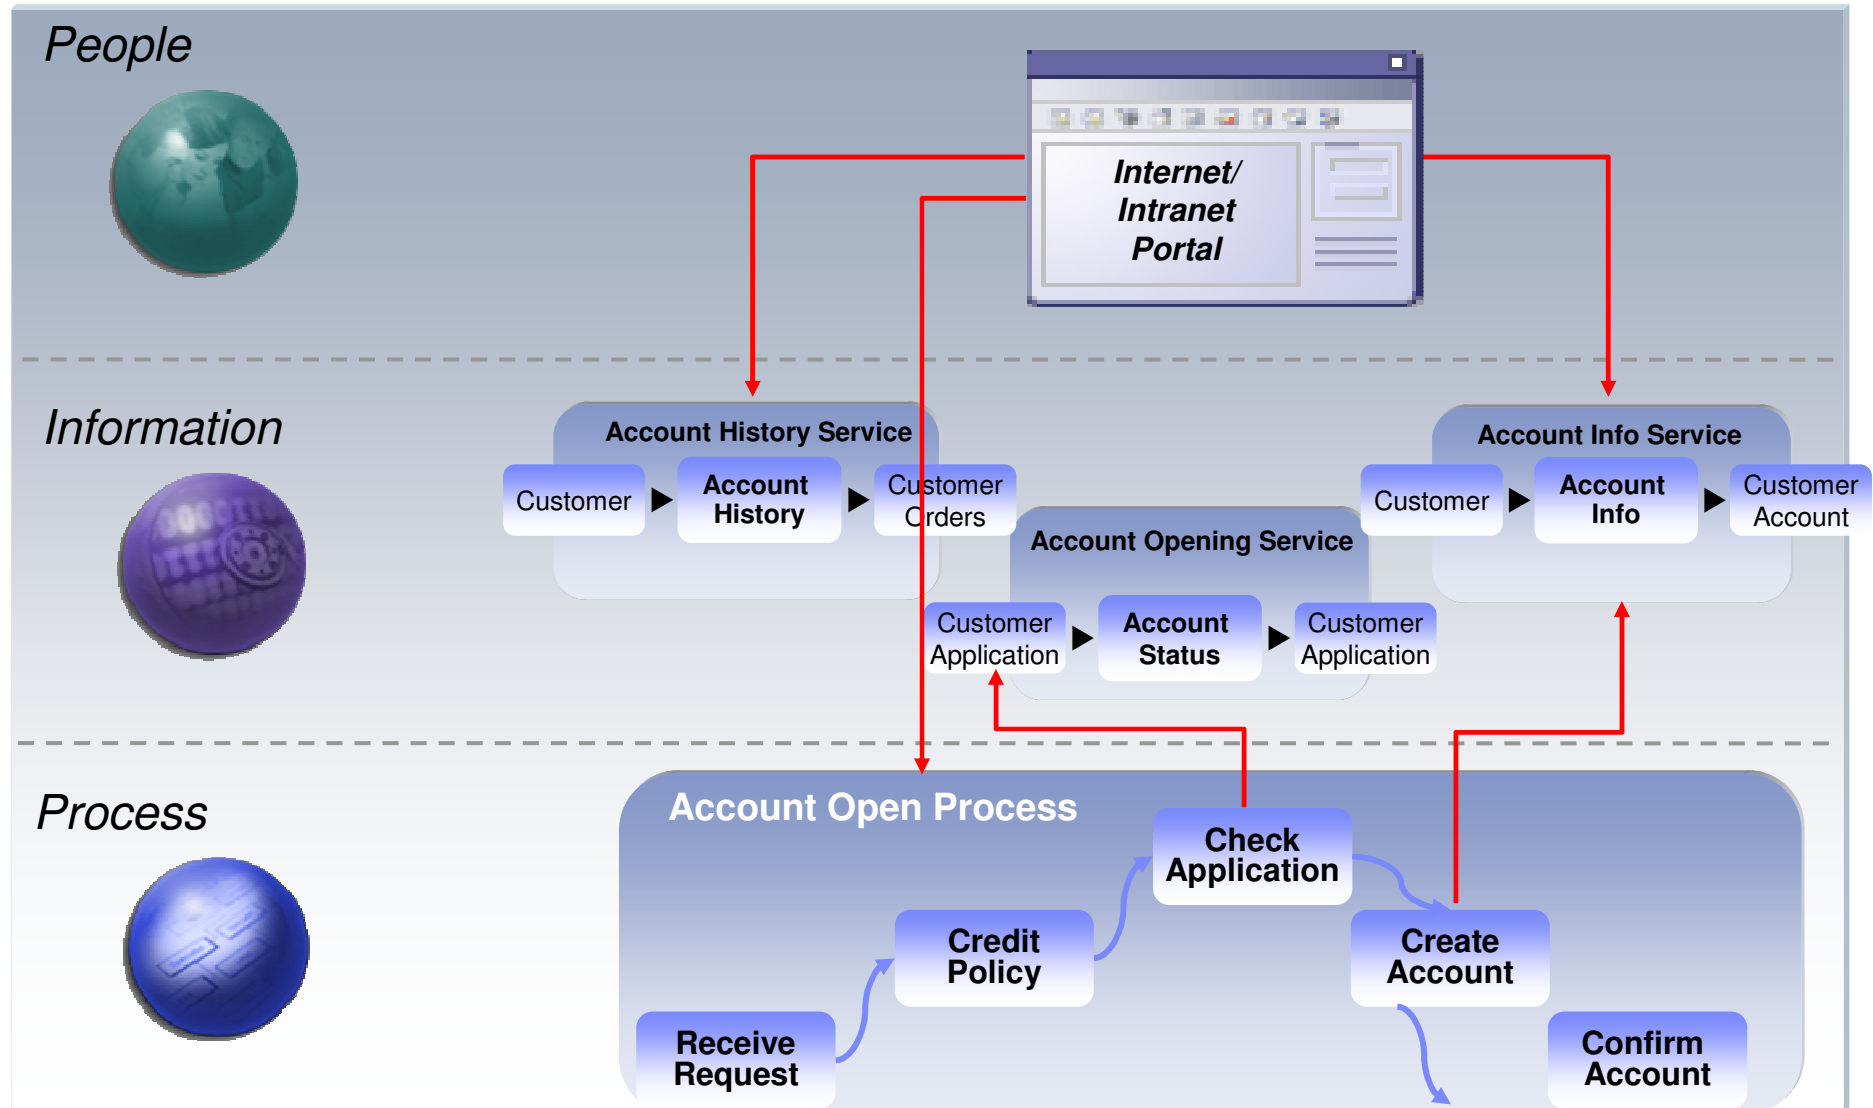 People
Internet/
Intranet
Portal
Information
Account History Service
Customer
Account
History
Customer
Orders
Account Info Service
Customer
Account
Info
Customer
Account
Account Opening Service
Customer
Application
Account
Status
Customer
Application
Process
Account Open Process
Check
Application
Credit
Policy
Create
Account
Receive
Request
Confirm
Account